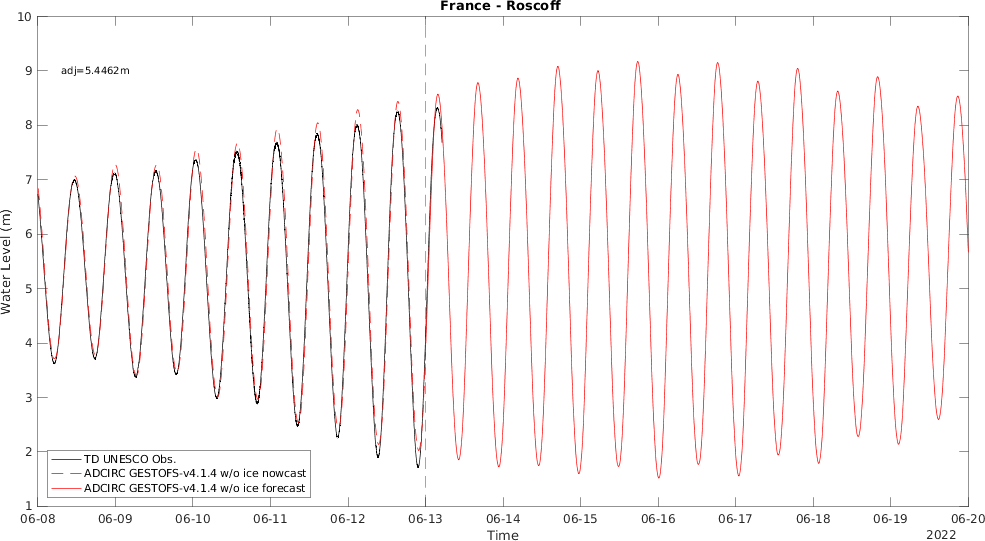 France - Roscoff
10
9
8
7
6
5
4
3
2
1
Water Level (m)
adj=5.4462m
TD UNESCO Obs.
ADCIRC GESTOFS-v4.1.4 w/o ice nowcast
ADCIRC GESTOFS-v4.1.4 w/o ice forecast
06-08 06-09 06-10 06-11 06-12 06-13 06-14 06-15 06-16 06-17 06-18 06-19 06-20
Time
2022